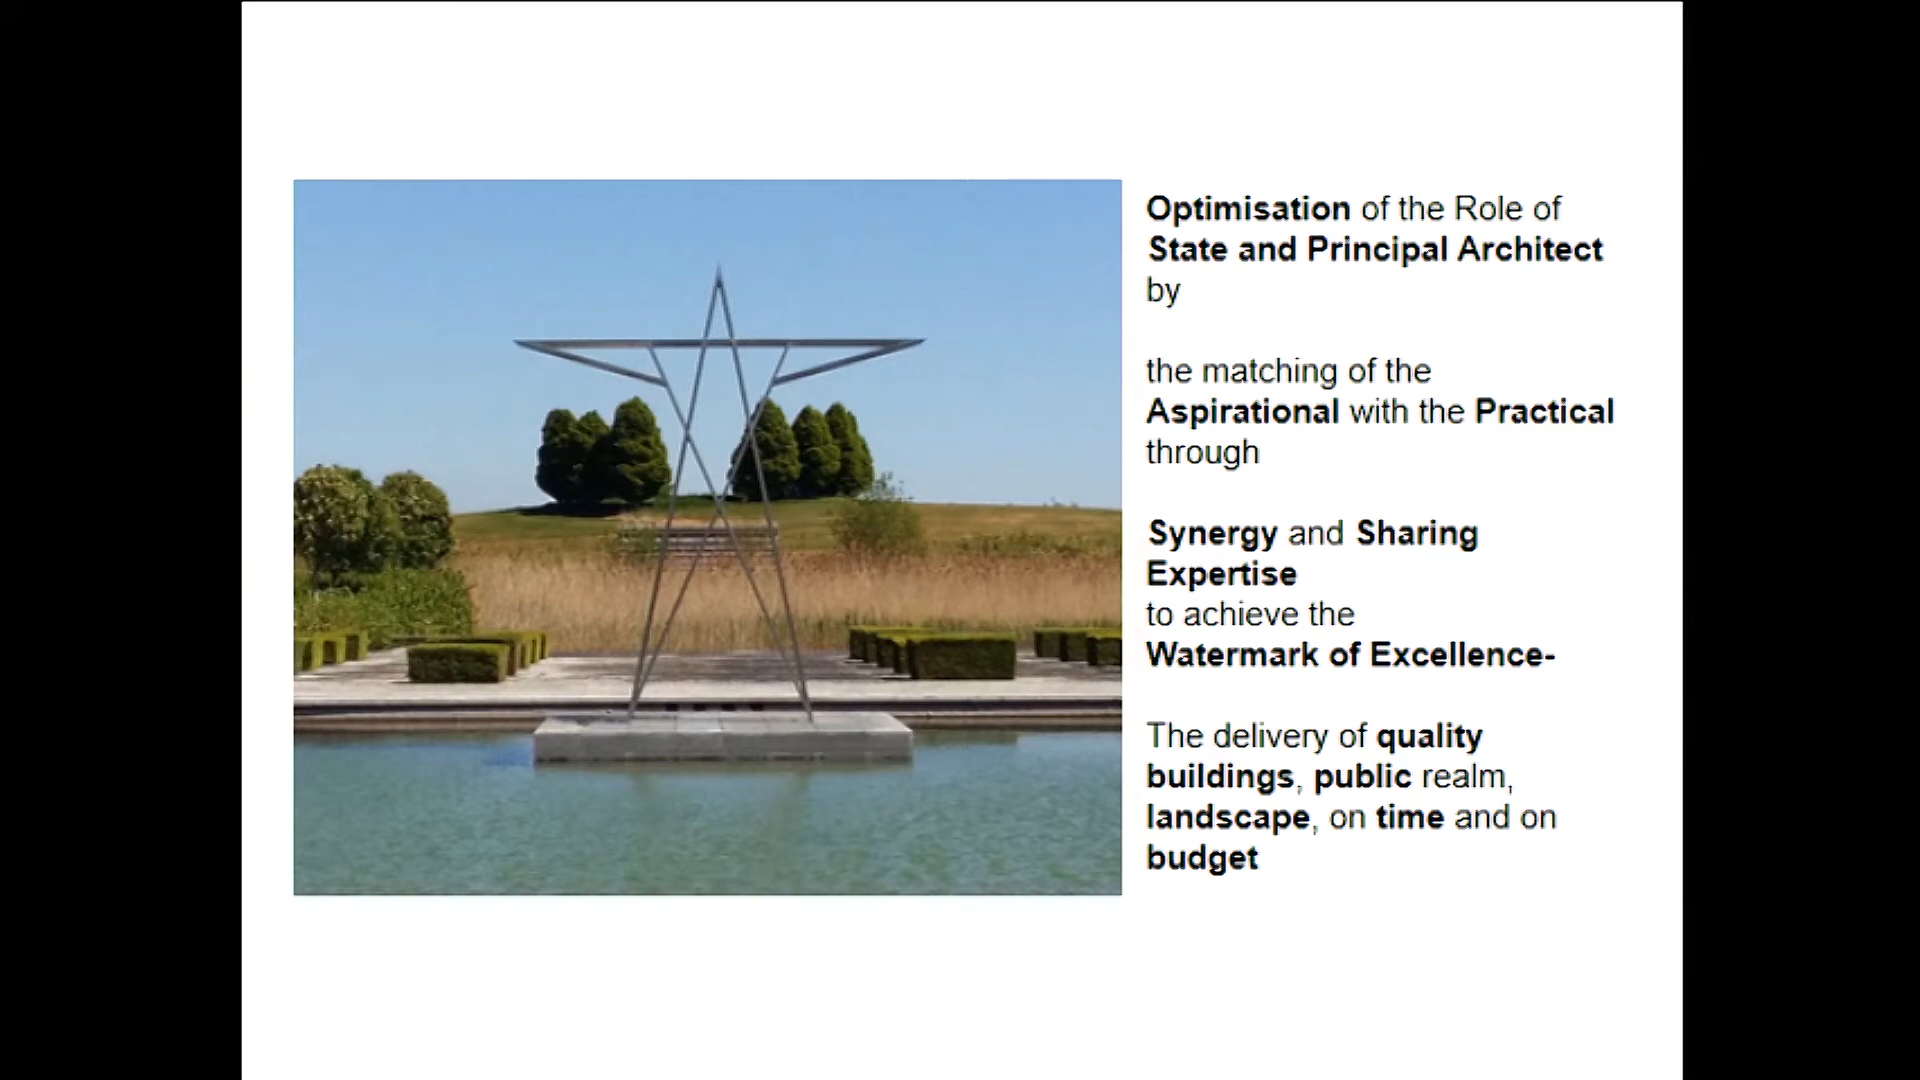 Optimisation of the Role of
State and Principal Architect
by
the matching of the
Aspirational with the Practical
through
Synergy and Sharing
Expertise
to achieve the
Watermark of Excellence-
The delivery of quality
buildings, public realm,
landscape, on time and on
budget